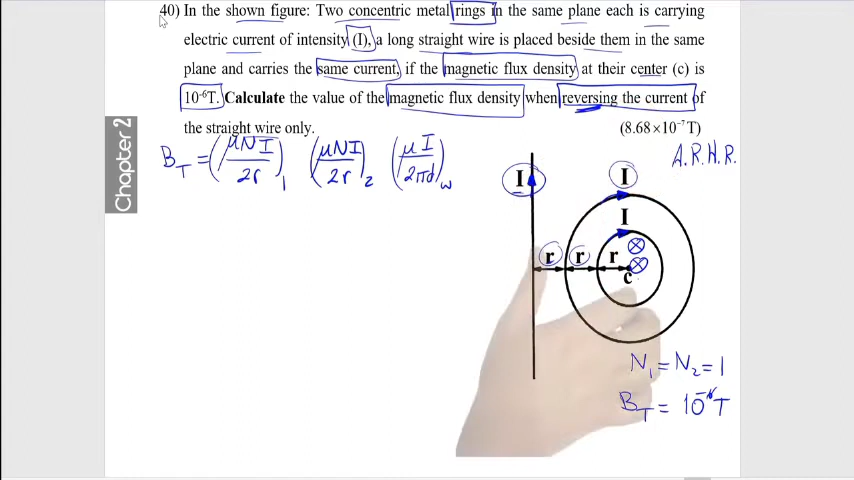 40) In the shown figure: Two concentric metal rings in the same plane each is carrying
electric current of intensity (I), a long straight wire is placed beside them in the same
plane and carries the same current, if the magnetic flux density at their center (c) is
10⁻⁶T. Calculate the value of the magnetic flux density when reversing the current of
the straight wire only. (8.68×10⁻⁷T)
Chapter 2
B_T = (μNI/2r)₁ (μNI/2r)₂ (μI/2πd)_w
A.R.H.R.
I I
I
r r r
c
N₁ = N₂ = 1
B_T = 10⁻⁶ T